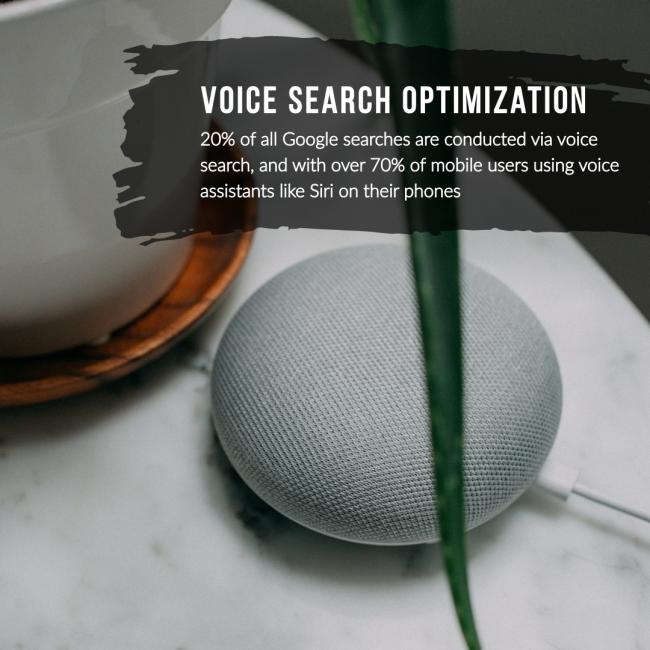 VOICE SEARCH OPTIMIZATION
20% of all Google searches are conducted via voice
search, and with over 70% of mobile users using voice
assistants like Siri on their phones